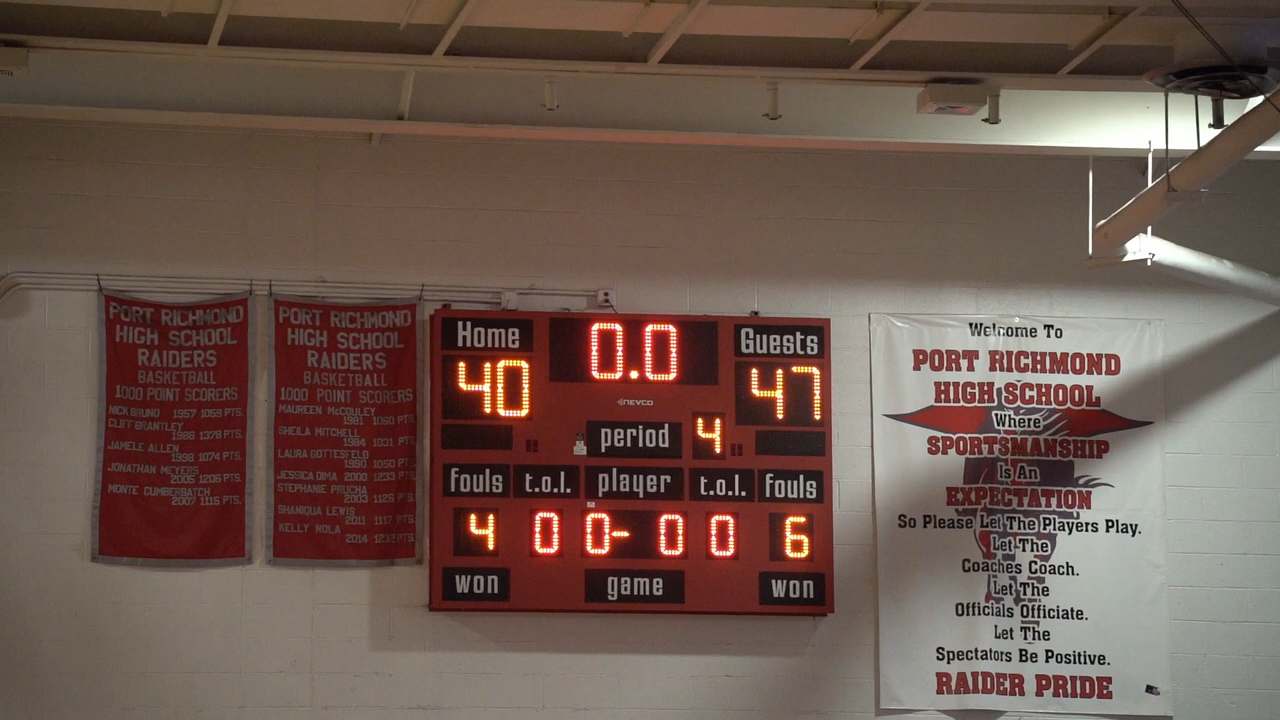 PORT RICHMOND
HIGH SCHOOL
RAIDERS
BASKETBALL
1000 POINT SCORERS
NICK BRUNO 1957 1059 PTS.
CLIFF BRANTLEY
1986 1378 PTS.
JAMELE ALLEN
1998 1074 PTS.
JONATHAN MEYERS
2005 1206 PTS.
MONTE CUMBERBATCH
2007 1115 PTS.
PORT RICHMOND
HIGH SCHOOL
RAIDERS
BASKETBALL
1000 POINT SCORERS
MAUREEN McCOULEY
1981 1060 PTS.
SHEILA MITCHELL
1984 1031 PTS.
LAURA GOTTESFELD
1990 1050 PTS.
JESSICA DIMA 2000 1233 PTS.
STEPHANIE PRUCHA
2003 1126 PTS.
SHANIQUA LEWIS
2011 1117 PTS.
KELLY NOLA
2014 1232 PTS.
Home 0.0 Guests
40 47
NEVCO
period 4
fouls t.o.l. player t.o.l. fouls
4 0 0- 0 0 6
won game won
Welcome To
PORT RICHMOND
HIGH SCHOOL
Where
SPORTSMANSHIP
Is An
EXPECTATION
So Please Let The Players Play.
Let The
Coaches Coach.
Let The
Officials Officiate.
Let The
Spectators Be Positive.
RAIDER PRIDE